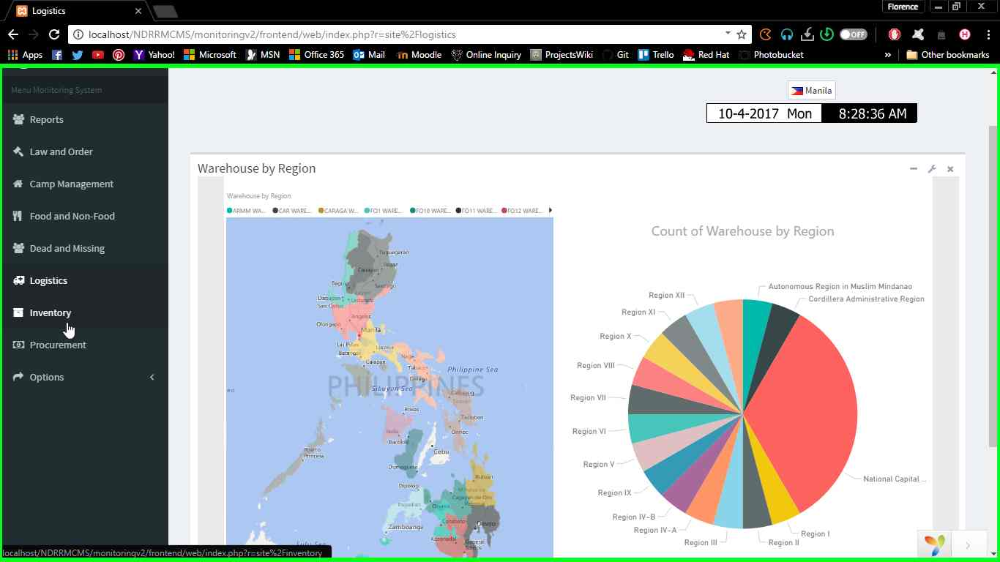 Logistics
Florence
localhost/NDRRMCMS/monitoringv2/frontend/web/index.php?r=site%2Flogistics
OFF
Apps
Yahoo!
Microsoft
MSN
Office 365
Mail
Moodle
Online Inquiry
ProjectsWiki
Git
Trello
Red Hat
Photobucket
»
Other bookmarks
Menu Monitoring System
Reports
Law and Order
Camp Management
Food and Non-Food
Dead and Missing
Logistics
Inventory
Procurement
Options
Manila
10-4-2017 Mon 8:28:36 AM
Warehouse by Region
Warehouse by Region
ARMM WA...
CAR WARE...
CARAGA W...
FO1 WARE...
FO10 WARE...
FO11 WARE...
FO12 WARE...
Tuguegarao
Ilagan
Cauayan
Santiago
Dagupan
San Carlos
Angeles
Olongapo
Manila
Las Piñas
Lucena
Batangas
Calapan
Naga
Tabaco
Philippine Sea
PHILIPPINES
Sibuyan Sea
Calbayog
Roxas
Tacloban
Iloilo
Ormoc
Bacolod
Cebu
Puerto
Princesa
Dumaguete
Butuan
Dipolog
Cagayan de Oro
Pagadian
Cotabato
Davao
Zamboanga
Koronadal
General
Santos
Sulu Sea
Count of Warehouse by Region
Autonomous Region in Muslim Mindanao
Cordillera Administrative Region
National Capital ...
Region I
Region II
Region III
Region IV-A
Region IV-B
Region IX
Region V
Region VI
Region VII
Region VIII
Region X
Region XI
Region XII
localhost/NDRRMCMS/monitoringv2/frontend/web/index.php?r=site%2Finventory